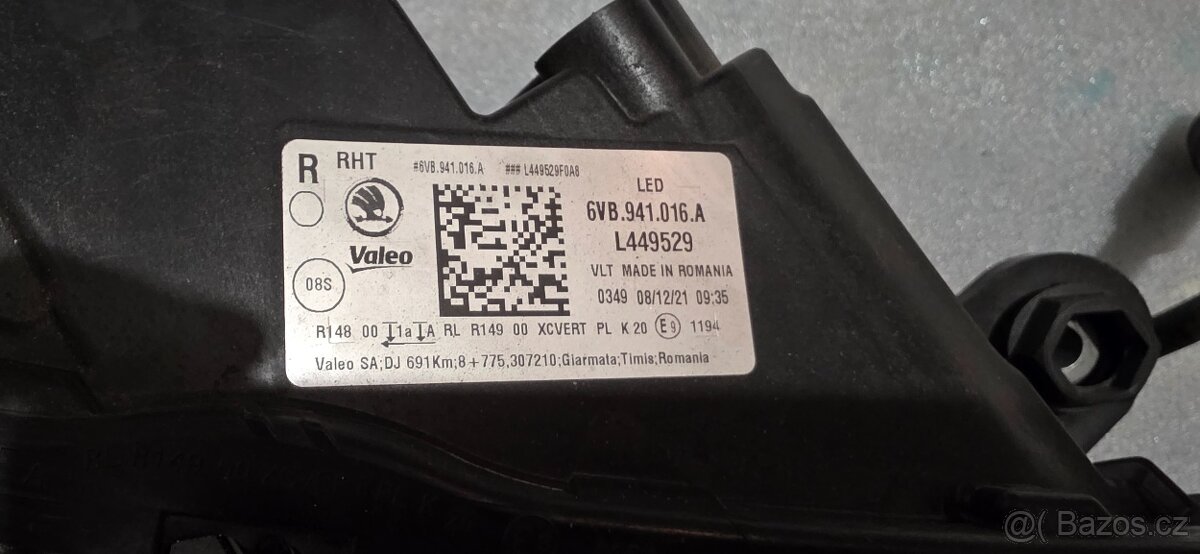 R RHT #6VB.941.016.A ### L449529F0A8
LED
6VB.941.016.A
L449529
Valeo
VLT MADE IN ROMANIA
08S
0349 08/12/21 09:35
R148 00 1a A RL R149 00 XCVERT PL K 20 E9 1194
Valeo SA;DJ 691Km;8+775,307210;Giarmata;Timis;Romania
RL R149
@( Bazos.cz